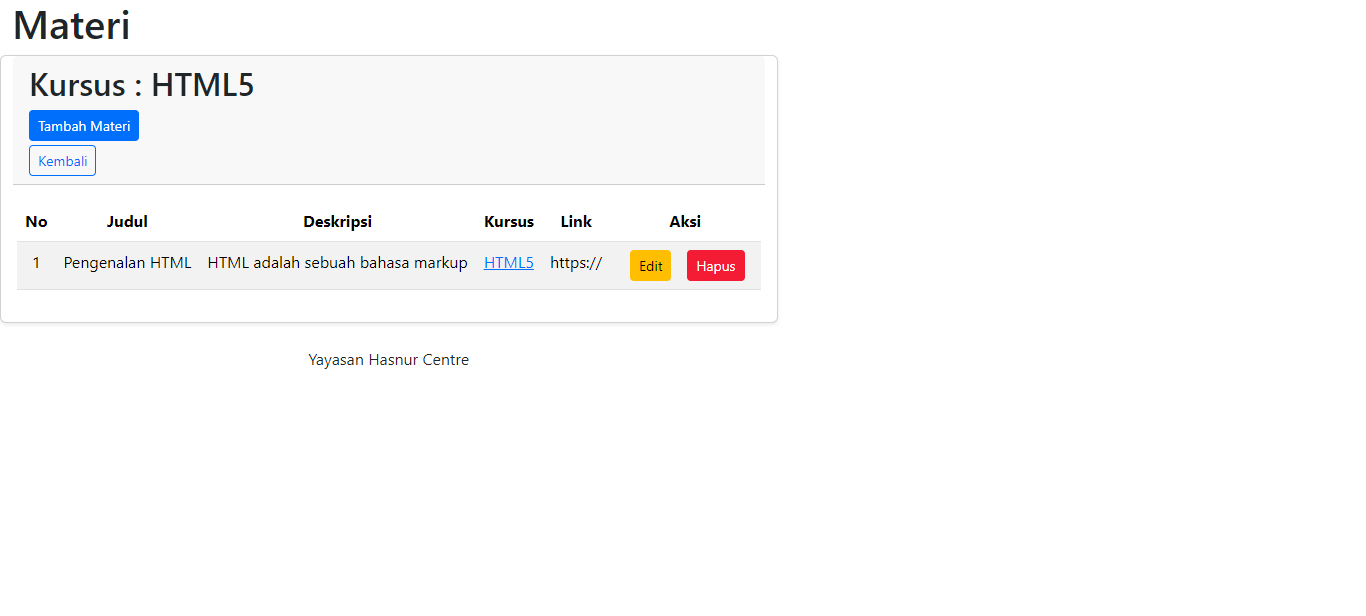 Materi
Kursus : HTML5
Tambah Materi
Kembali
No Judul Deskripsi Kursus Link Aksi
1 Pengenalan HTML HTML adalah sebuah bahasa markup HTML5 https:// Edit Hapus
Yayasan Hasnur Centre